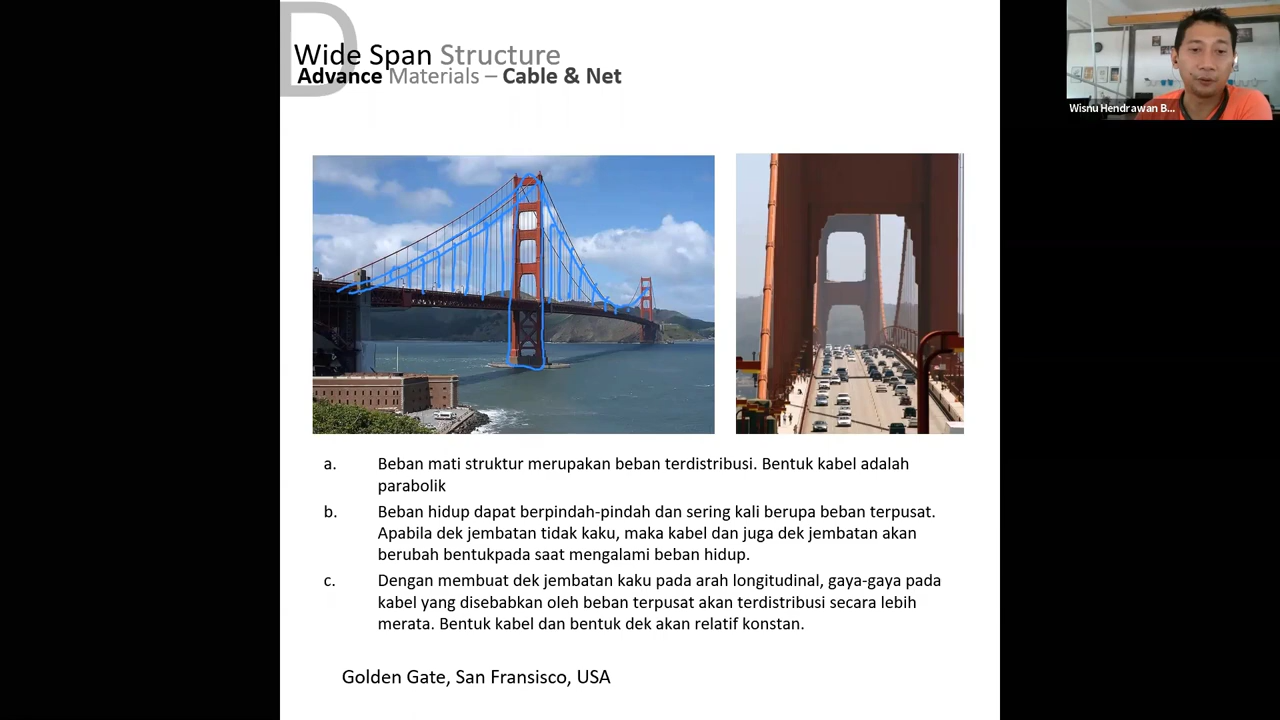 D
Wide Span Structure
Advance Materials – Cable & Net
Wisnu Hendrawan B...
a. Beban mati struktur merupakan beban terdistribusi. Bentuk kabel adalah
parabolik
b. Beban hidup dapat berpindah-pindah dan sering kali berupa beban terpusat.
Apabila dek jembatan tidak kaku, maka kabel dan juga dek jembatan akan
berubah bentukpada saat mengalami beban hidup.
c. Dengan membuat dek jembatan kaku pada arah longitudinal, gaya-gaya pada
kabel yang disebabkan oleh beban terpusat akan terdistribusi secara lebih
merata. Bentuk kabel dan bentuk dek akan relatif konstan.
Golden Gate, San Fransisco, USA